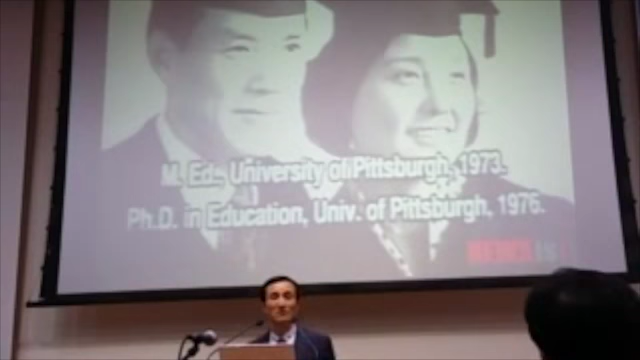 M. Ed., University of Pittsburgh, 1973.
Ph.D. in Education, Univ. of Pittsburgh, 1976.